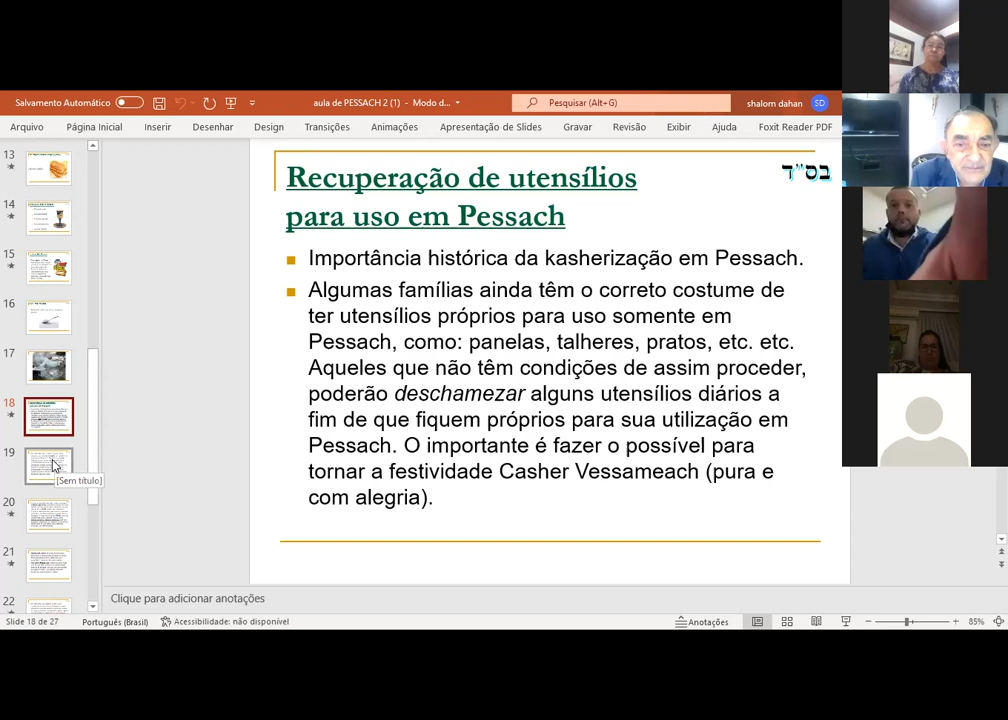 Salvamento Automático
aula de PESSACH 2 (1) - Modo d...
Pesquisar (Alt+G)
shalom dahan
SD
Arquivo
Página Inicial
Inserir
Desenhar
Design
Transições
Animações
Apresentação de Slides
Gravar
Revisão
Exibir
Ajuda
Foxit Reader PDF
13
14
15
16
17
18
19
[Sem título]
20
21
22
בס"ד
Recuperação de utensílios
para uso em Pessach
Importância histórica da kasherização em Pessach.
Algumas famílias ainda têm o correto costume de
ter utensílios próprios para uso somente em
Pessach, como: panelas, talheres, pratos, etc. etc.
Aqueles que não têm condições de assim proceder,
poderão deschamezar alguns utensílios diários a
fim de que fiquem próprios para sua utilização em
Pessach. O importante é fazer o possível para
tornar a festividade Casher Vessameach (pura e
com alegria).
Clique para adicionar anotações
Slide 18 de 27
Português (Brasil)
Acessibilidade: não disponível
Anotações
85%